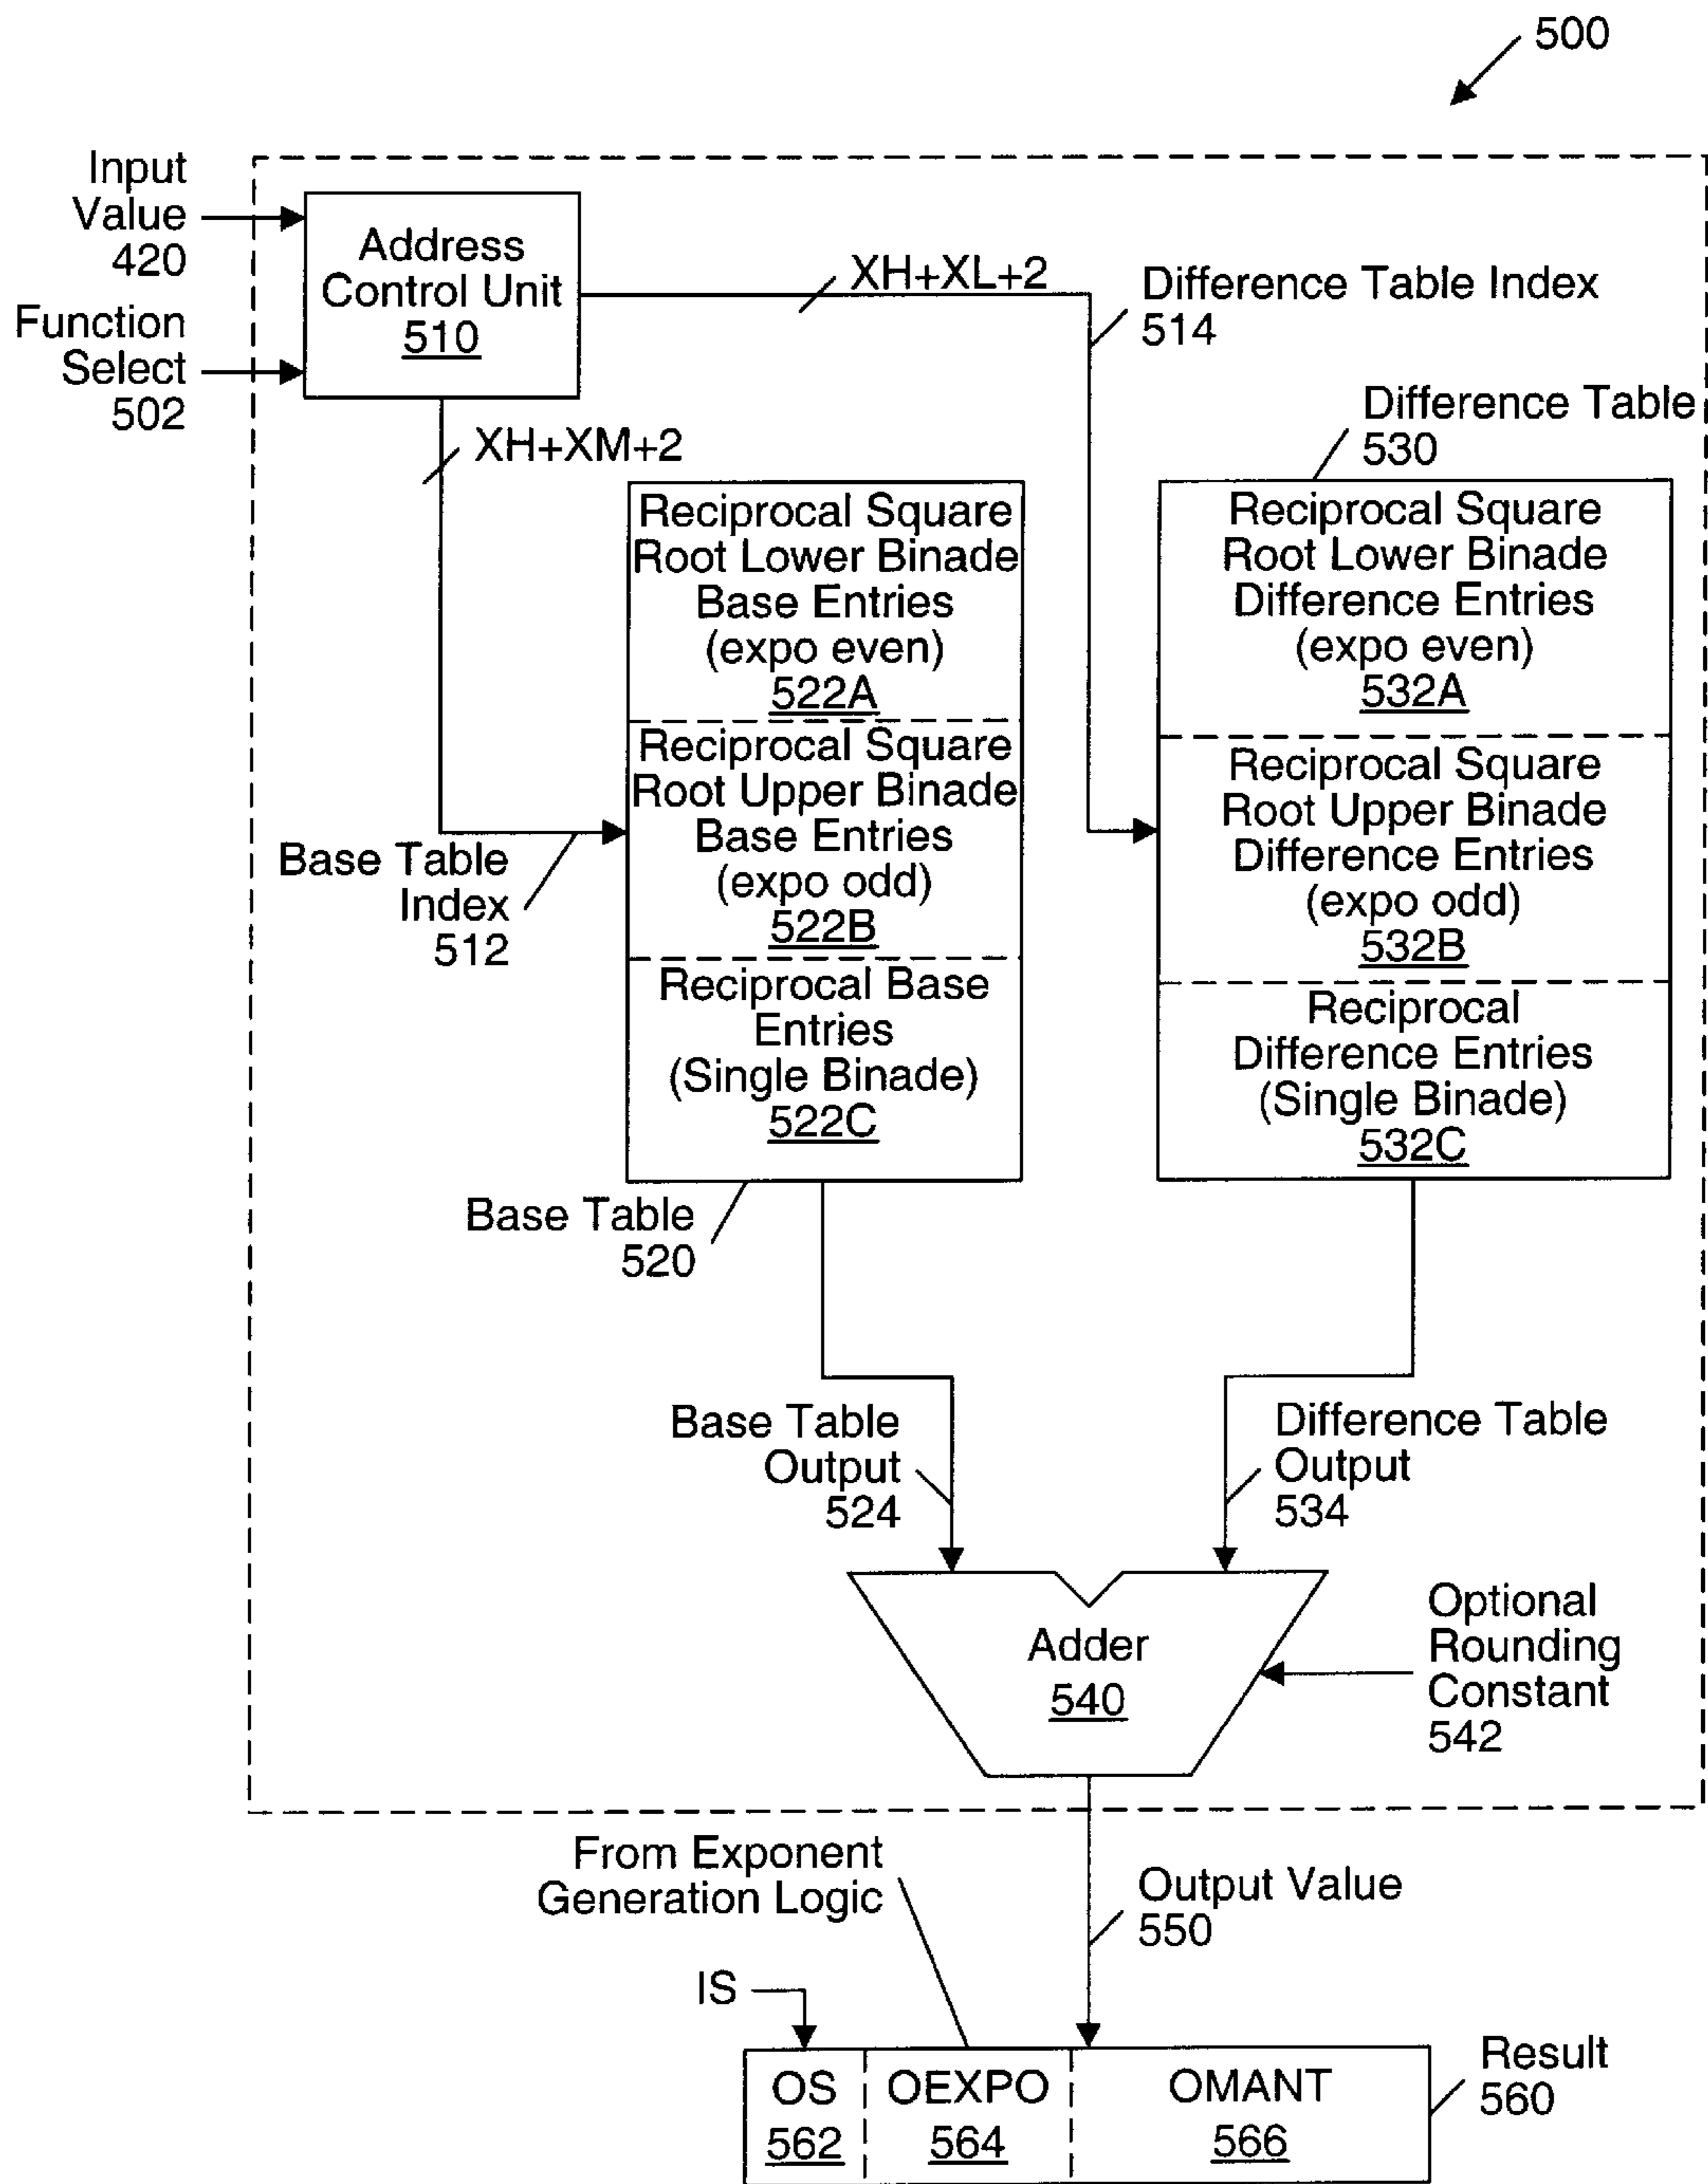 500
Input
Value
420
Function
Select
502
Address
Control Unit
510
XH+XL+2
Difference Table Index
514
XH+XM+2
Difference Table
530
Reciprocal Square
Root Lower Binade
Base Entries
(expo even)
522A
Reciprocal Square
Root Upper Binade
Base Entries
(expo odd)
522B
Reciprocal Base
Entries
(Single Binade)
522C
Reciprocal Square
Root Lower Binade
Difference Entries
(expo even)
532A
Reciprocal Square
Root Upper Binade
Difference Entries
(expo odd)
532B
Reciprocal
Difference Entries
(Single Binade)
532C
Base Table
Index
512
Base Table
520
Base Table
Output
524
Difference Table
Output
534
Adder
540
Optional
Rounding
Constant
542
From Exponent
Generation Logic
Output Value
550
IS
OS
562
OEXPO
564
OMANT
566
Result
560